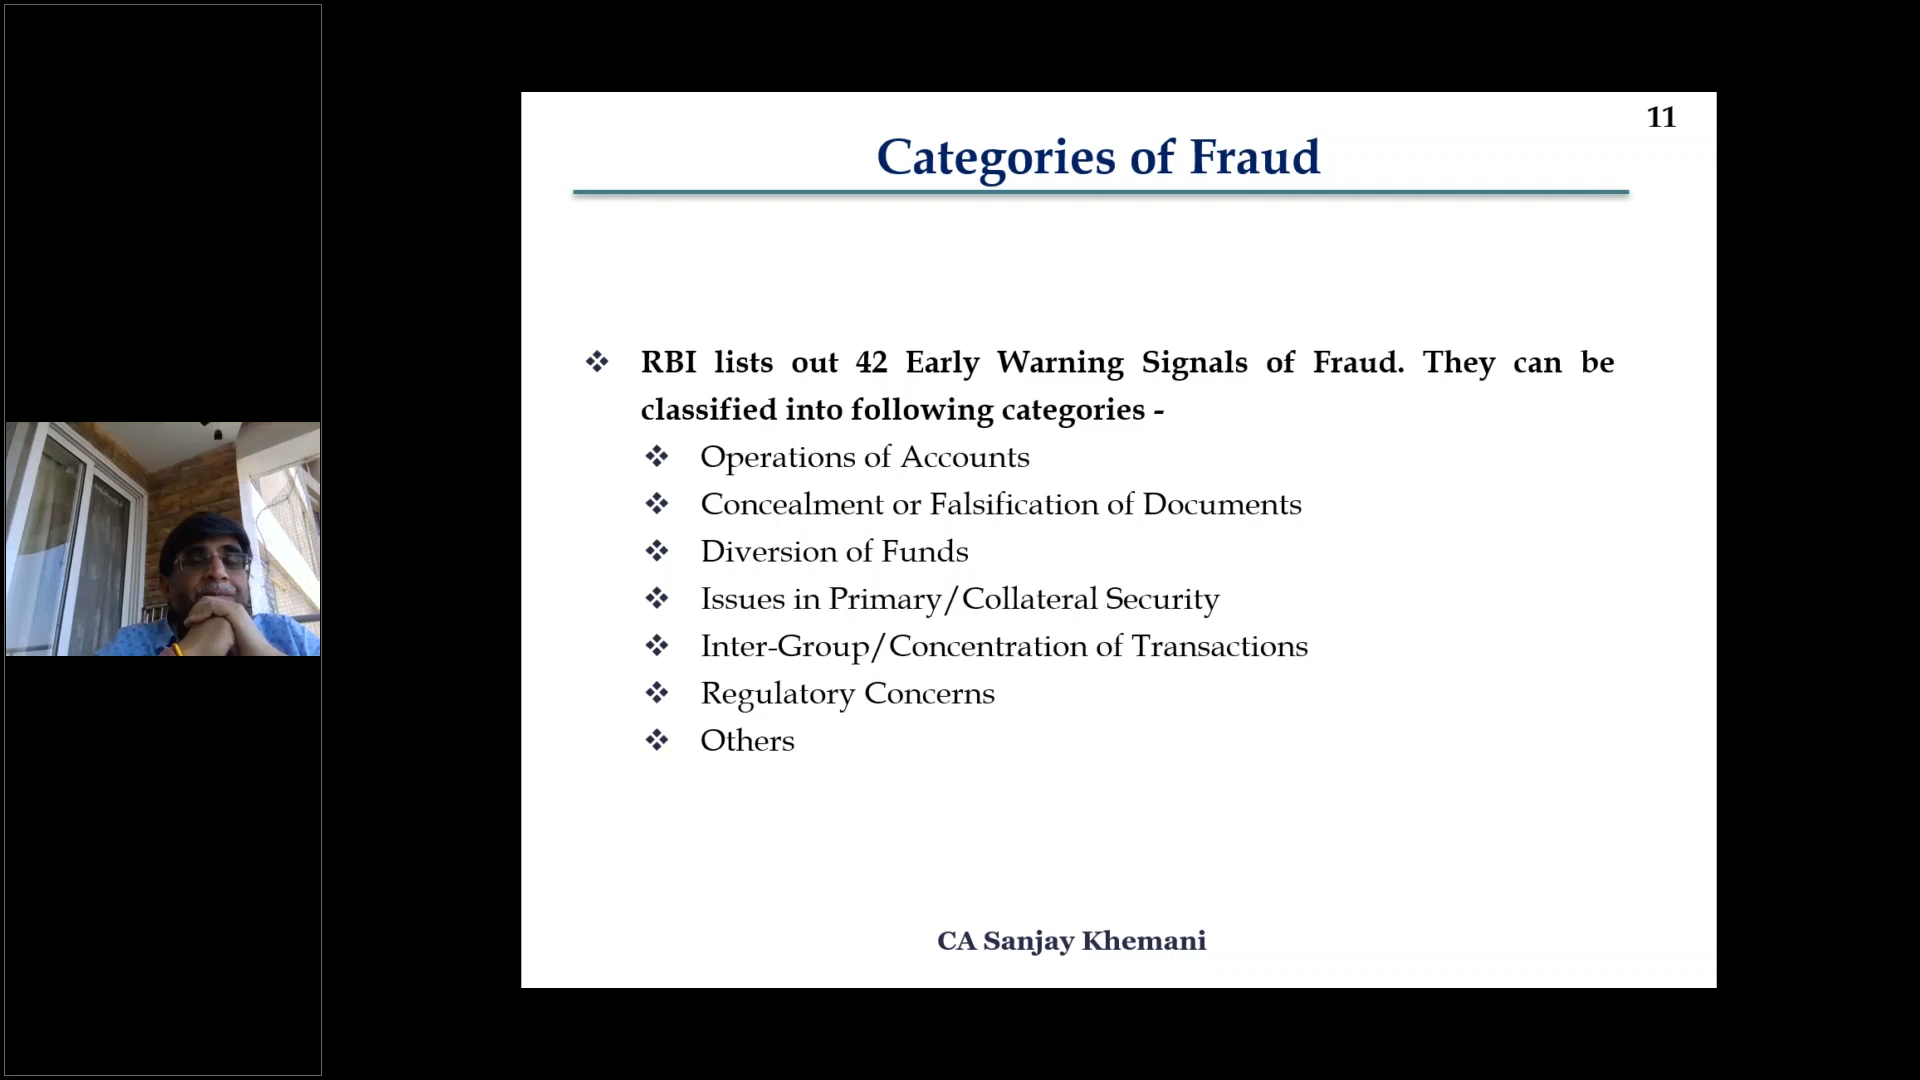 11
Categories of Fraud
RBI lists out 42 Early Warning Signals of Fraud. They can be
classified into following categories -
Operations of Accounts
Concealment or Falsification of Documents
Diversion of Funds
Issues in Primary/Collateral Security
Inter-Group/Concentration of Transactions
Regulatory Concerns
Others
CA Sanjay Khemani